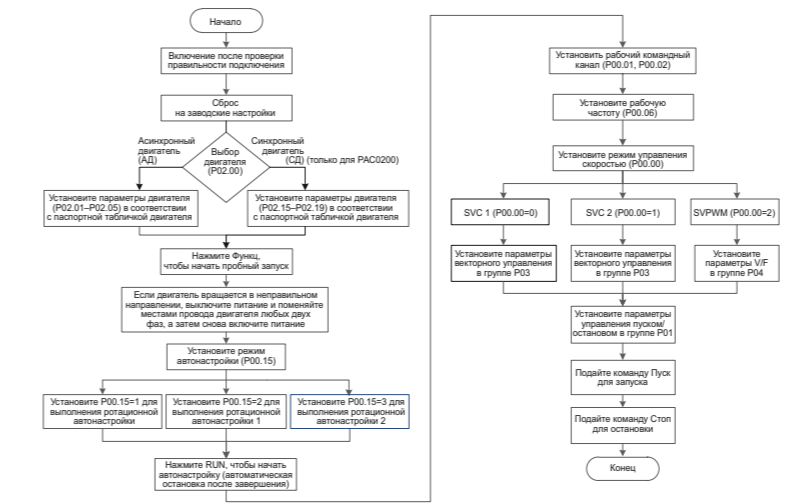 Начало
Включение после проверки
правильности подключения
Сброс
на заводские настройки
Асинхронный
двигатель
(АД)
Выбор
двигателя
(P02.00)
Синхронный
двигатель
(СД) (только для PAC0200)
Установите параметры двигателя
(P02.01–P02.05) в соответствии
с паспортной табличкой двигателя
Установите параметры двигателя
(P02.15–P02.19) в соответствии
с паспортной табличкой двигателя
Нажмите Функц,
чтобы начать пробный запуск
Если двигатель вращается в неправильном
направлении, выключите питание и поменяйте
местами провода двигателя любых двух
фаз, а затем снова включите питание
Установите режим
автонастройки (P00.15)
Установите P00.15=1 для
выполнения ротационной
автонастройки
Установите P00.15=2 для
выполнения ротационной
автонастройки 1
Установите P00.15=3 для
выполнения ротационной
автонастройки 2
Нажмите RUN, чтобы начать
автонастройку (автоматическая
остановка после завершения)
Установить рабочий командный
канал (P00.01, P00.02)
Установите рабочую
частоту (P00.06)
Установите режим управления
скоростью (P00.00)
SVC 1 (P00.00=0)
SVC 2 (P00.00=1)
SVPWM (P00.00=2)
Установите параметры
векторного управления
в группе P03
Установите параметры
векторного управления
в группе P03
Установите
параметры V/F
в группе P04
Установите параметры
управления пуском/
остановом в группе P01
Подайте команду Пуск
для запуска
Подайте команду Стоп
для остановки
Конец